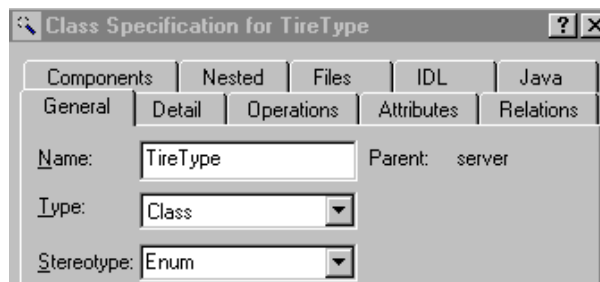 Class Specification for TireType
Components Nested Files IDL Java
General Detail Operations Attributes Relations
Name: TireType Parent: server
Type: Class
Stereotype: Enum